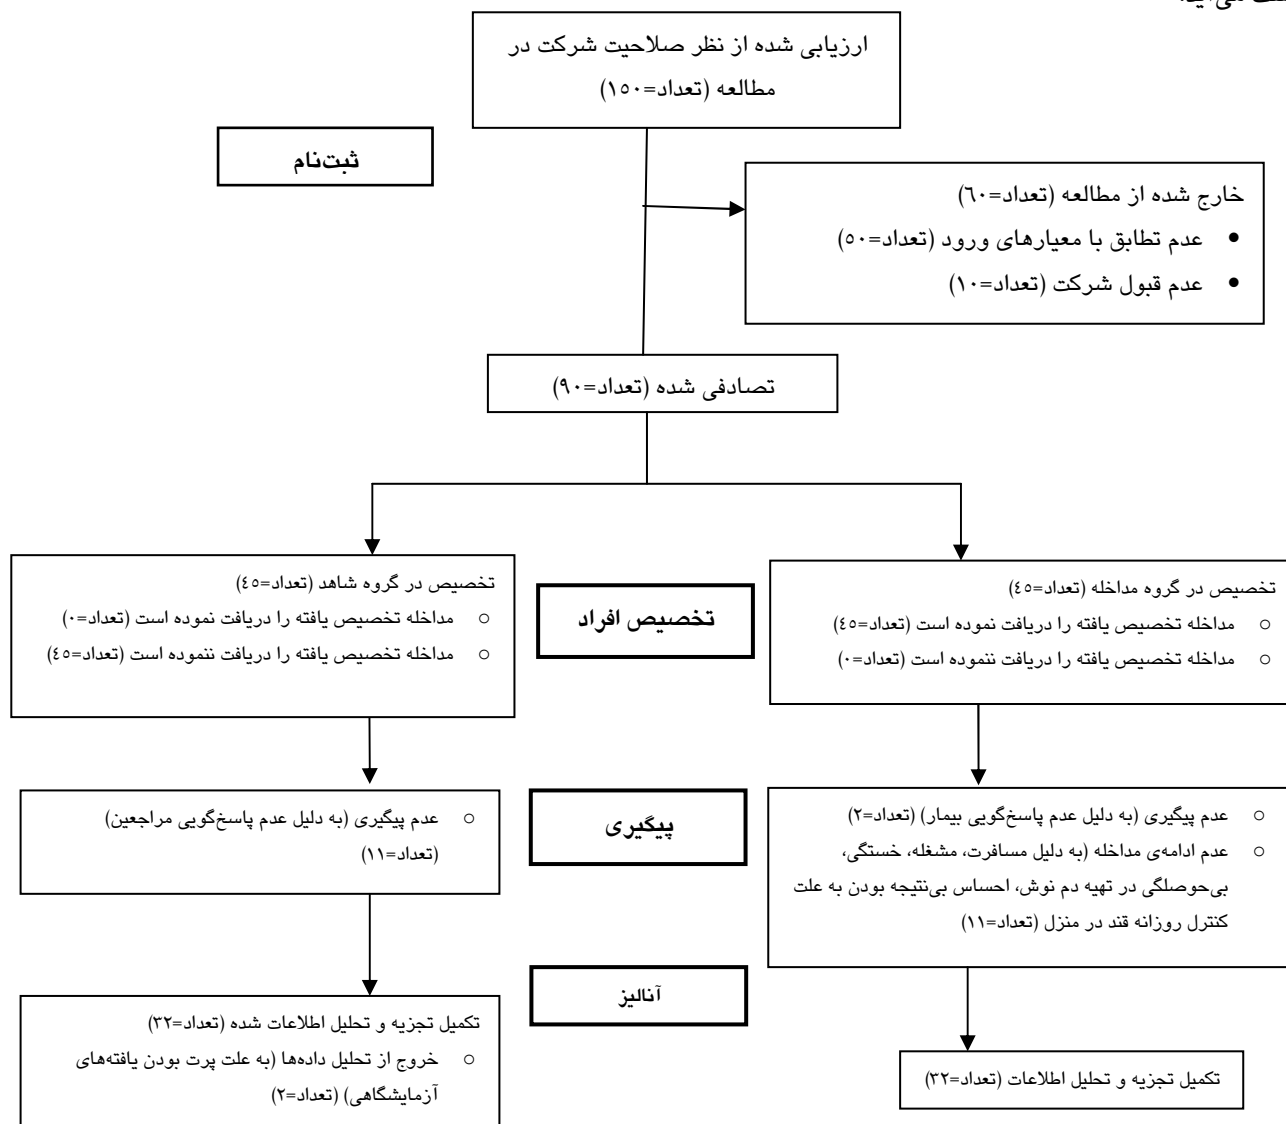 ارزیابی شده از نظر صلاحیت شرکت در
مطالعه (تعداد=١٥٠)
ثبت‌نام
خارج شده از مطالعه (تعداد=٦٠)
• عدم تطابق با معیارهای ورود (تعداد=٥٠)
• عدم قبول شرکت (تعداد=١٠)
تصادفی شده (تعداد=٩٠)
تخصیص در گروه مداخله (تعداد=٤٥)
○ مداخله تخصیص یافته را دریافت نموده است (تعداد=٤٥)
○ مداخله تخصیص یافته را دریافت ننموده است (تعداد=٠)
تخصیص افراد
تخصیص در گروه شاهد (تعداد=٤٥)
○ مداخله تخصیص یافته را دریافت نموده است (تعداد=٠)
○ مداخله تخصیص یافته را دریافت ننموده است (تعداد=٤٥)
○ عدم پیگیری (به دلیل عدم پاسخ‌گویی بیمار) (تعداد=٢)
○ عدم ادامه‌ی مداخله (به دلیل مسافرت، مشغله، خستگی،
بی‌حوصلگی در تهیه دم نوش، احساس بی‌نتیجه بودن به علت
کنترل روزانه قند در منزل (تعداد=١١)
پیگیری
○ عدم پیگیری (به دلیل عدم پاسخ‌گویی مراجعین)
(تعداد=١١)
تکمیل تجزیه و تحلیل اطلاعات (تعداد=٣٢)
آنالیز
تکمیل تجزیه و تحلیل اطلاعات شده (تعداد=٣٢)
○ خروج از تحلیل داده‌ها (به علت پرت بودن یافته‌های
آزمایشگاهی) (تعداد=٢)